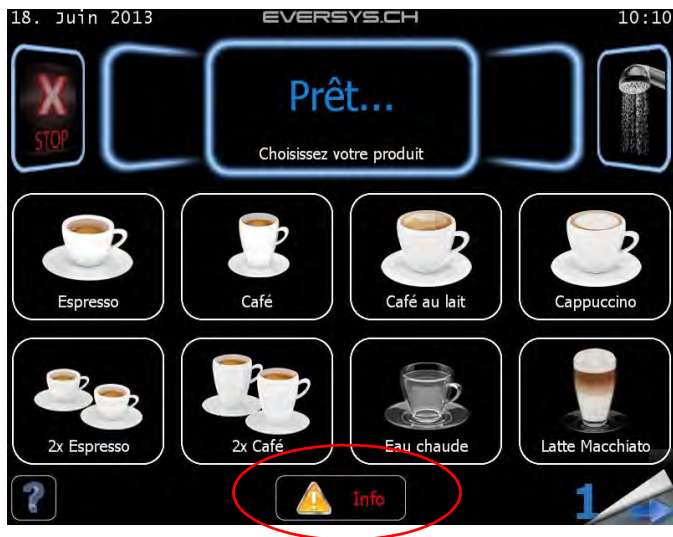 18. Juin 2013 EVERSYS.CH 10:10
X
STOP
Prêt...
Choisissez votre produit
Espresso Café Café au lait Cappuccino
2x Espresso 2x Café Eau chaude Latte Macchiato
? Info 1